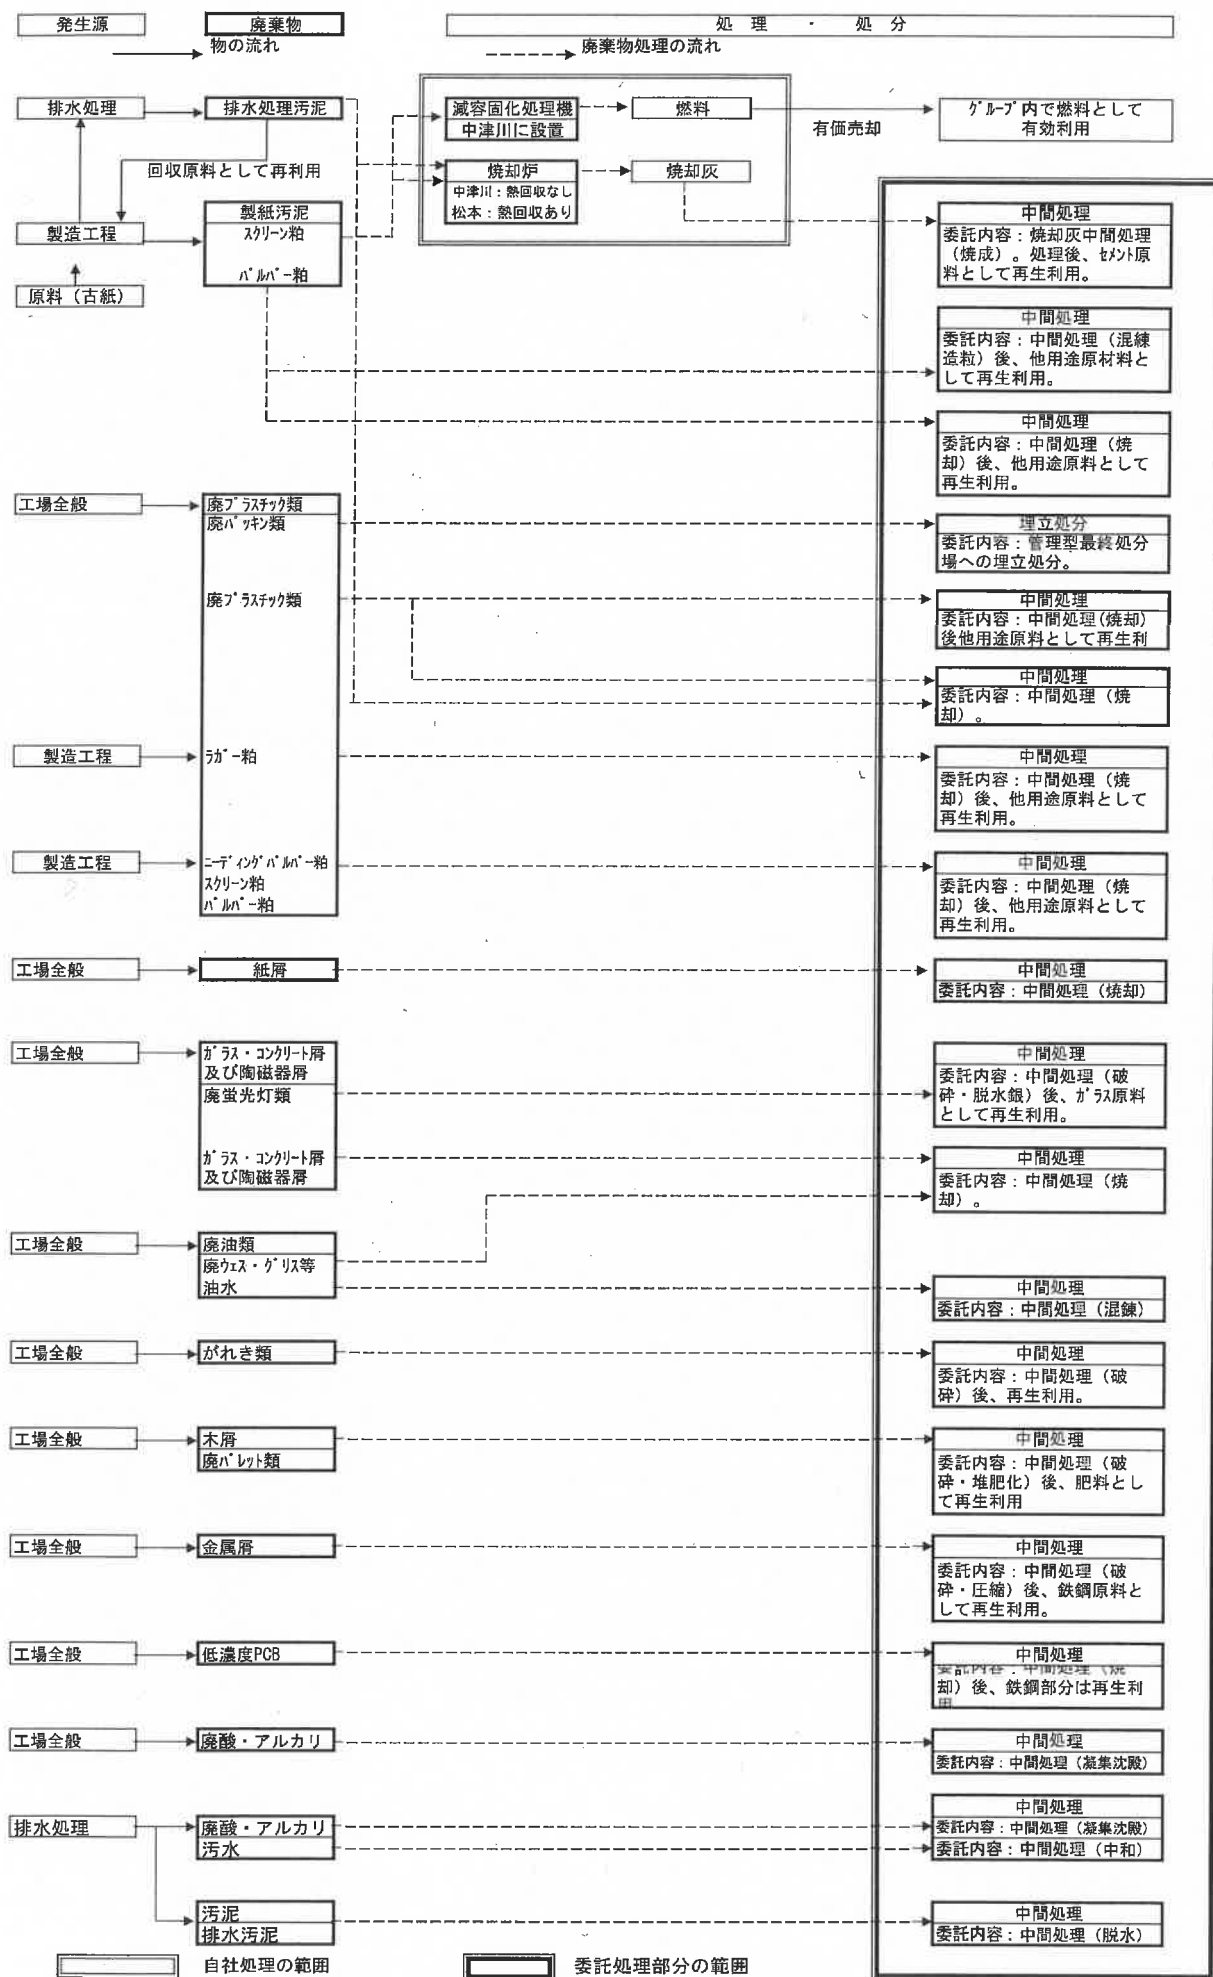 発生源
廃棄物
処理・処分
物の流れ
廃棄物処理の流れ
排水処理
排水処理汚泥
減容固化処理機
中津川に設置
燃料
有価売却
グループ内で燃料として
有効利用
回収原料として再利用
焼却炉
中津川：熱回収なし
松本：熱回収あり
焼却灰
製造工程
製紙汚泥
スクリーン粕
パルパー粕
原料（古紙）
中間処理
委託内容：焼却灰中間処理
（焼成）。処理後、セメント原
料として再生利用。
中間処理
委託内容：中間処理（混練
造粒）後、他用途原材料と
して再生利用。
中間処理
委託内容：中間処理（焼
却）後、他用途原料として
再生利用。
工場全般
廃プラスチック類
廃パッキン類
埋立処分
委託内容：管理型最終処分
場への埋立処分。
廃プラスチック類
中間処理
委託内容：中間処理(焼却)
後他用途原料として再生利
中間処理
委託内容：中間処理（焼
却）。
製造工程
ラガー粕
中間処理
委託内容：中間処理（焼
却）後、他用途原料として
再生利用。
製造工程
ニーディングパルパー粕
スクリーン粕
パルパー粕
中間処理
委託内容：中間処理（焼
却）後、他用途原料として
再生利用。
工場全般
紙屑
中間処理
委託内容：中間処理（焼却）
工場全般
ガラス・コンクリート屑
及び陶磁器屑
廃蛍光灯類
中間処理
委託内容：中間処理（破
砕・脱水銀）後、ガラス原料
として再生利用。
ガラス・コンクリート屑
及び陶磁器屑
中間処理
委託内容：中間処理（焼
却）。
工場全般
廃油類
廃ウェス・グリス等
油水
中間処理
委託内容：中間処理（混錬）
工場全般
がれき類
中間処理
委託内容：中間処理（破
砕）後、再生利用。
工場全般
木屑
廃パレット類
中間処理
委託内容：中間処理（破
砕・堆肥化）後、肥料とし
て再生利用
工場全般
金属屑
中間処理
委託内容：中間処理（破
砕・圧縮）後、鉄鋼原料と
して再生利用。
工場全般
低濃度PCB
中間処理
委託内容：中間処理（焼
却）後、鉄鋼部分は再生利
用
工場全般
廃酸・アルカリ
中間処理
委託内容：中間処理（凝集沈殿）
排水処理
廃酸・アルカリ
汚水
中間処理
委託内容：中間処理（凝集沈殿）
委託内容：中間処理（中和）
汚泥
排水汚泥
中間処理
委託内容：中間処理（脱水）
自社処理の範囲
委託処理部分の範囲